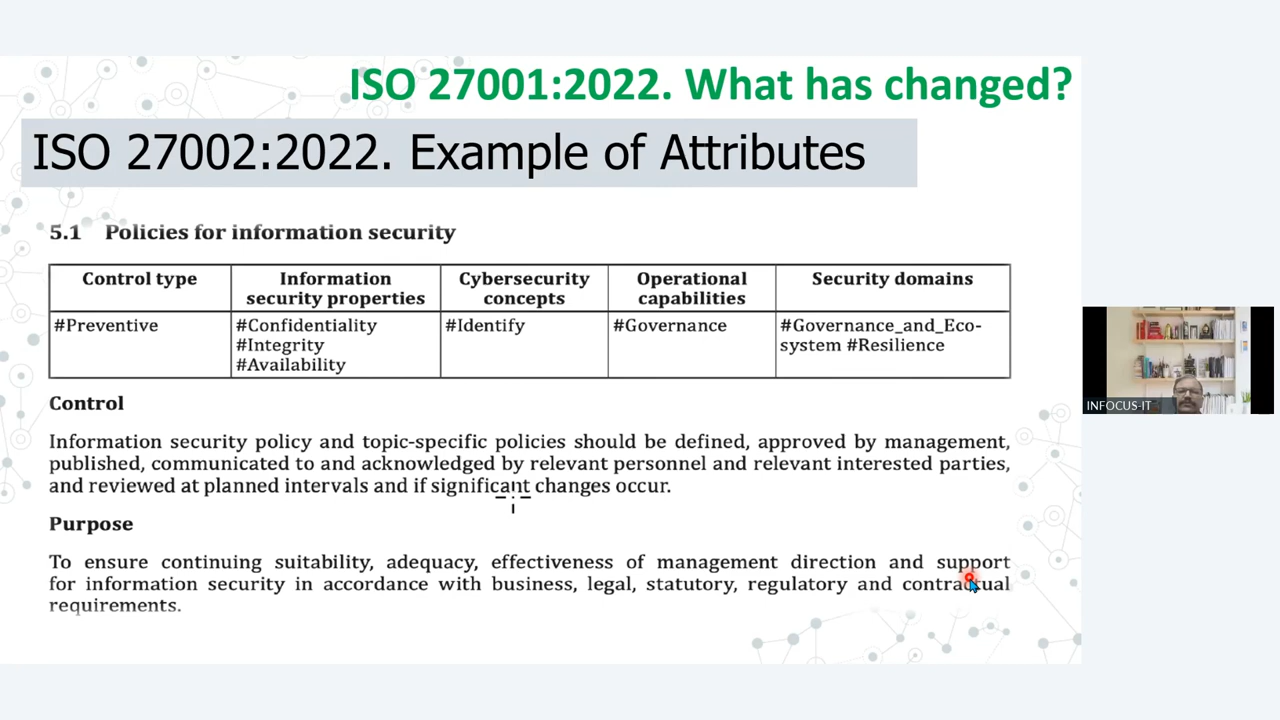 ISO 27001:2022. What has changed?
ISO 27002:2022. Example of Attributes
5.1 Policies for information security
Control type
Information
security properties
Cybersecurity
concepts
Operational
capabilities
Security domains
#Preventive
#Confidentiality
#Integrity
#Availability
#Identify
#Governance
#Governance_and_Eco-
system #Resilience
Control
Information security policy and topic-specific policies should be defined, approved by management,
published, communicated to and acknowledged by relevant personnel and relevant interested parties,
and reviewed at planned intervals and if significant changes occur.
Purpose
To ensure continuing suitability, adequacy, effectiveness of management direction and support
for information security in accordance with business, legal, statutory, regulatory and contractual
requirements.
INFOCUS-IT